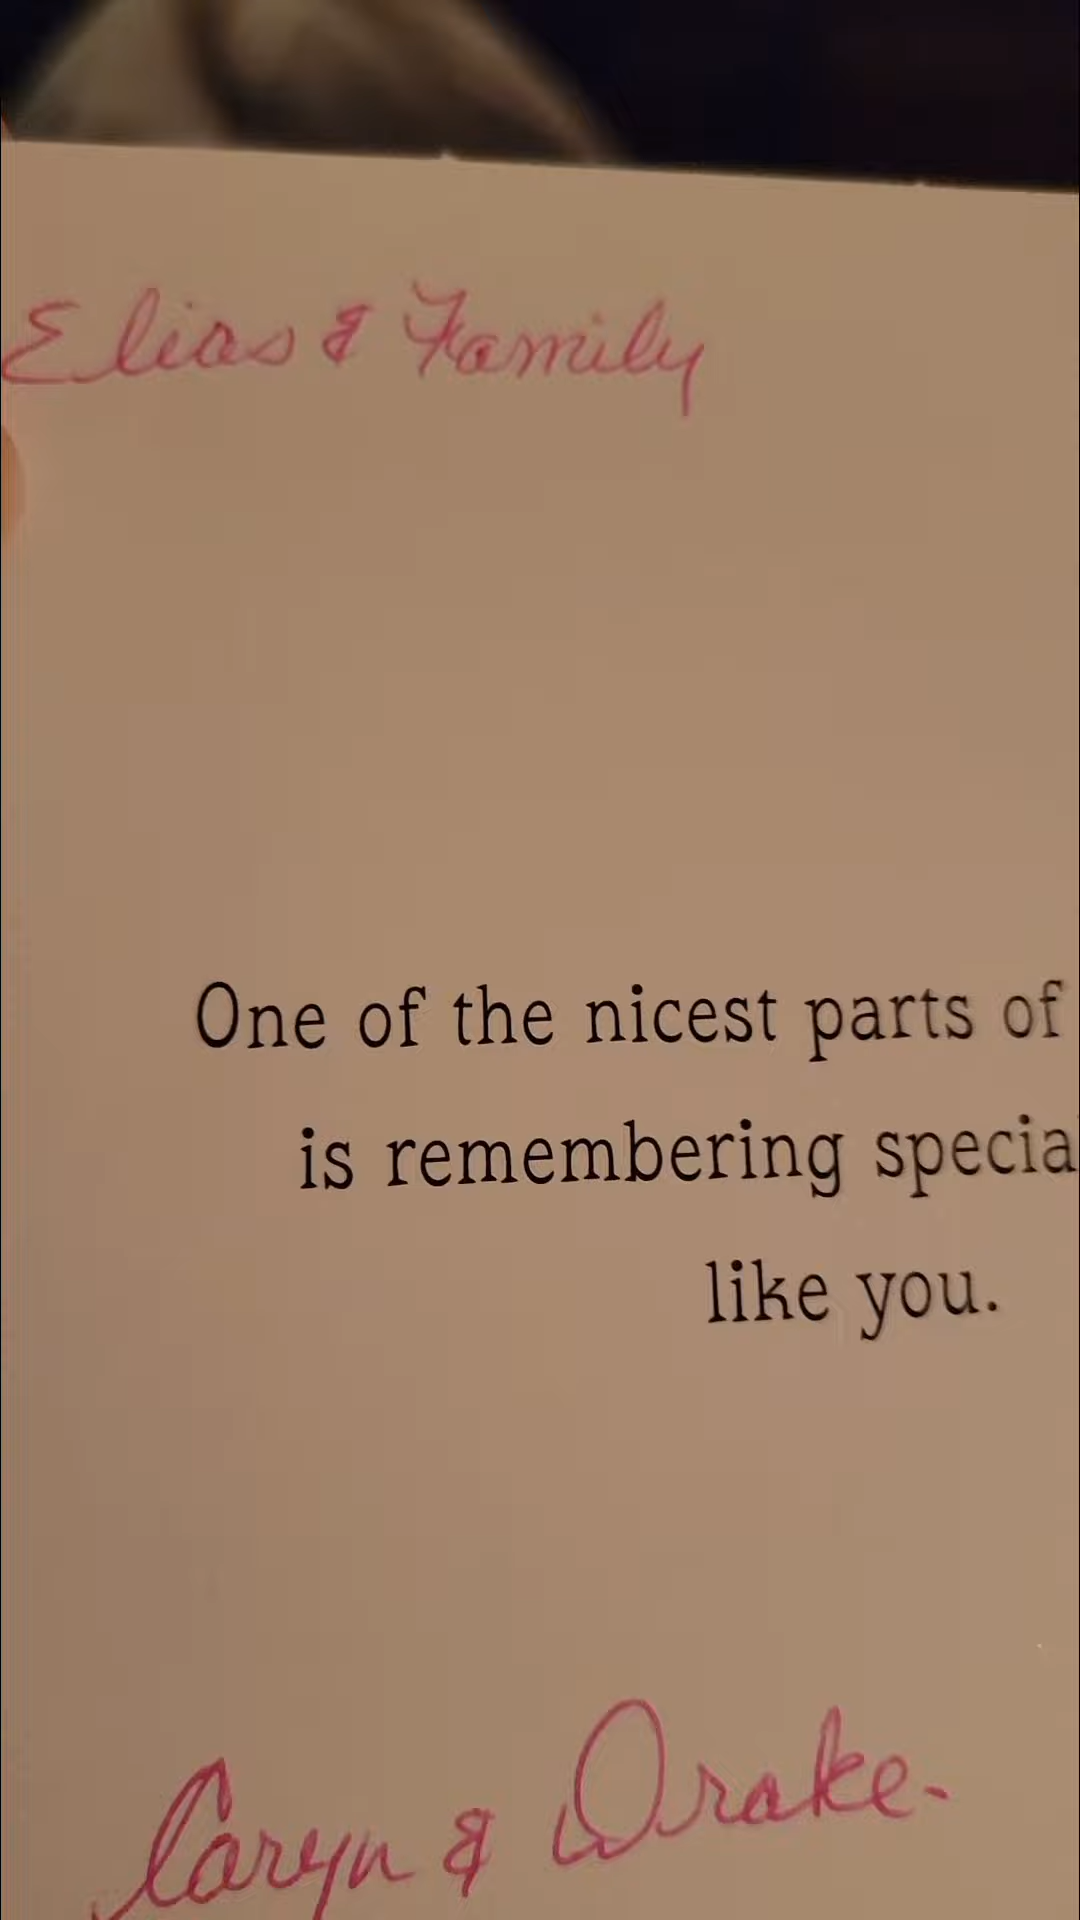 Elias & Family
One of the nicest parts of
is remembering specia
like you.
Caryn & Drake.